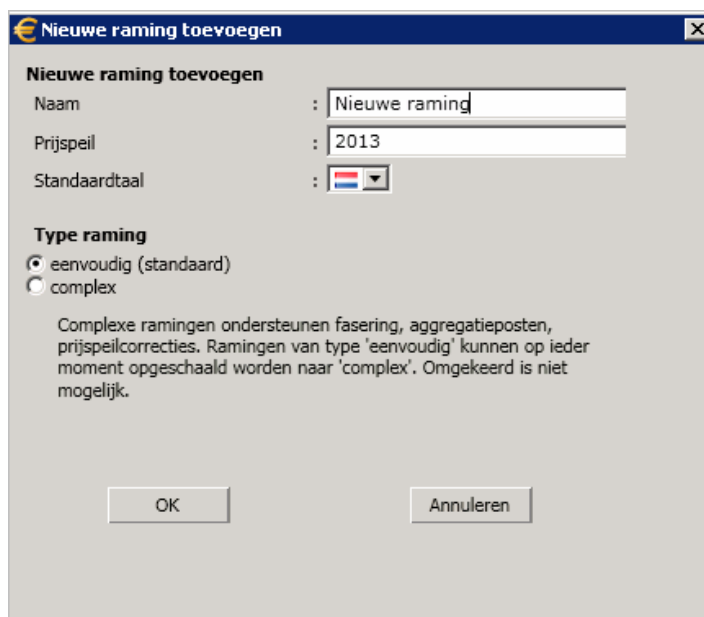 Nieuwe raming toevoegen
Nieuwe raming toevoegen
Naam : Nieuwe raming
Prijspeil : 2013
Standaardtaal :
Type raming
eenvoudig (standaard)
complex
Complexe ramingen ondersteunen fasering, aggregatieposten,
prijspeilcorrecties. Ramingen van type 'eenvoudig' kunnen op ieder
moment opgeschaald worden naar 'complex'. Omgekeerd is niet
mogelijk.
OK Annuleren